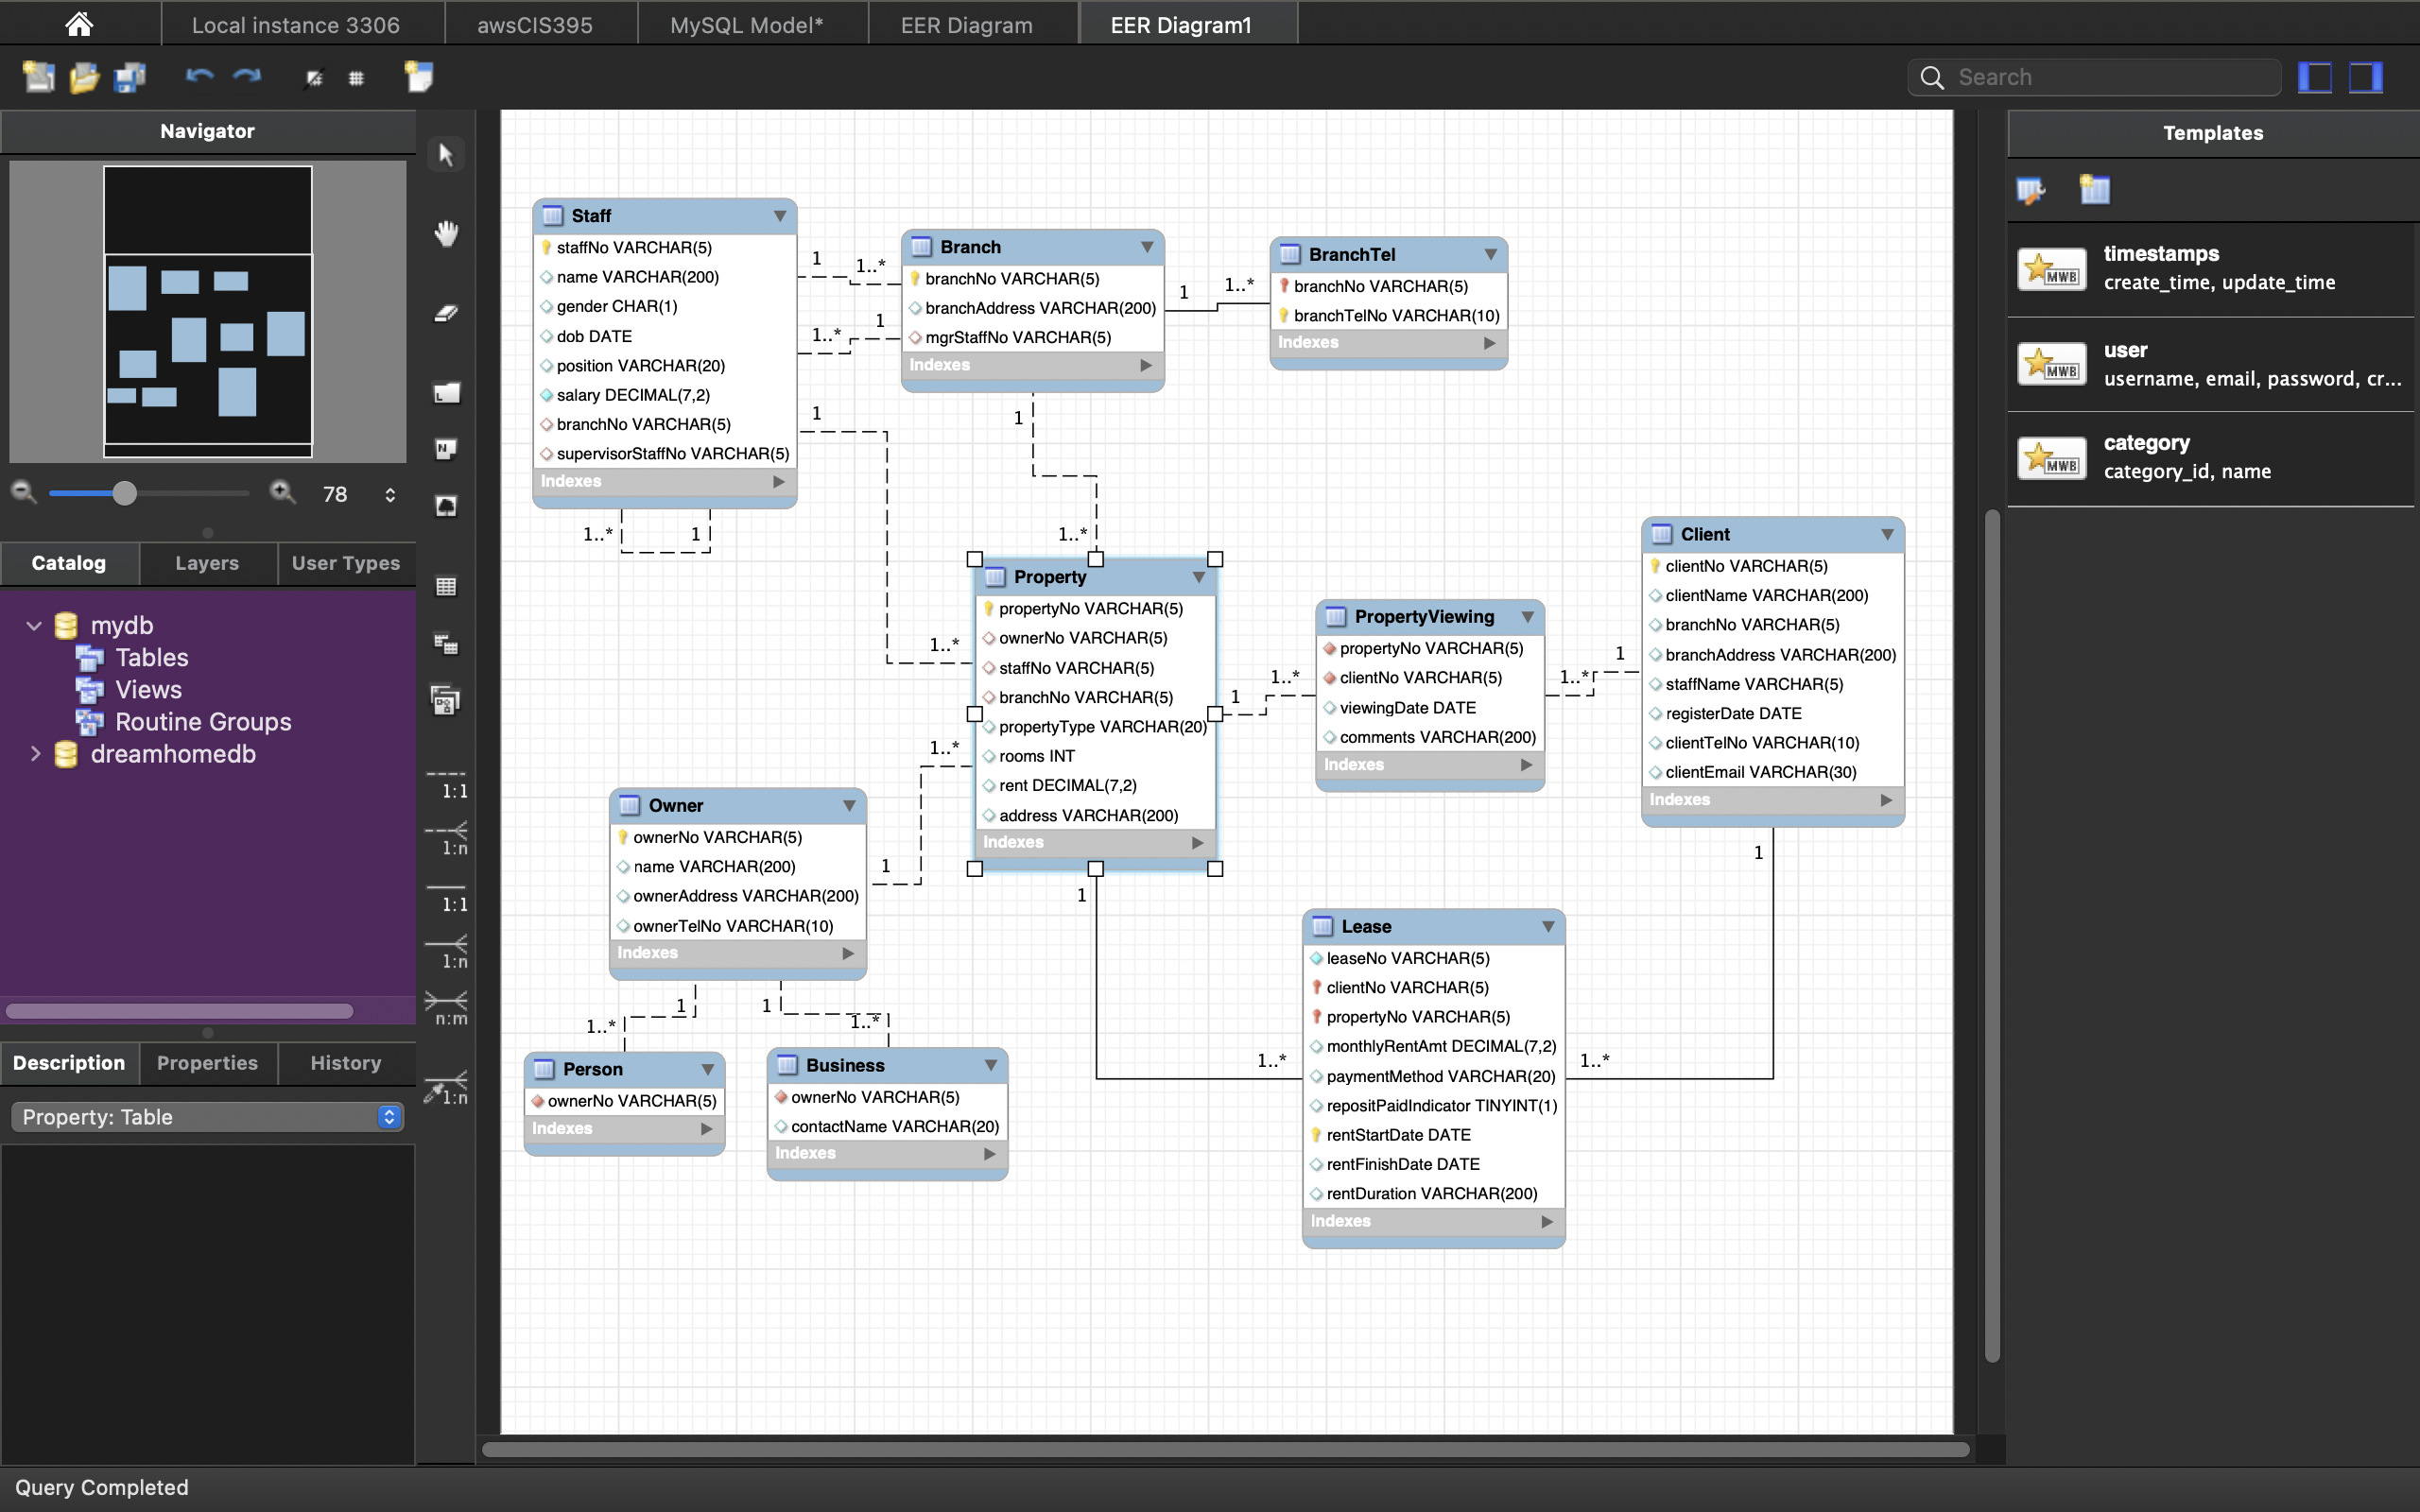 Local instance 3306
awsCIS395
MySQL Model*
EER Diagram
EER Diagram1
Search
Navigator
78
Catalog
Layers
User Types
mydb
Tables
Views
Routine Groups
dreamhomedb
Description
Properties
History
Property: Table
1:1
1:n
1:1
1:n
n:m
1:n
Staff
staffNo VARCHAR(5)
name VARCHAR(200)
gender CHAR(1)
dob DATE
position VARCHAR(20)
salary DECIMAL(7,2)
branchNo VARCHAR(5)
supervisorStaffNo VARCHAR(5)
Indexes
1..*
1
1
1..*
1..*
1
1
Branch
branchNo VARCHAR(5)
branchAddress VARCHAR(200)
mgrStaffNo VARCHAR(5)
Indexes
1
1..*
BranchTel
branchNo VARCHAR(5)
branchTelNo VARCHAR(10)
Indexes
1
1..*
1..*
Property
propertyNo VARCHAR(5)
ownerNo VARCHAR(5)
staffNo VARCHAR(5)
branchNo VARCHAR(5)
propertyType VARCHAR(20)
rooms INT
rent DECIMAL(7,2)
address VARCHAR(200)
Indexes
1
1..*
PropertyViewing
propertyNo VARCHAR(5)
clientNo VARCHAR(5)
viewingDate DATE
comments VARCHAR(200)
Indexes
1..*
1
Client
clientNo VARCHAR(5)
clientName VARCHAR(200)
branchNo VARCHAR(5)
branchAddress VARCHAR(200)
staffName VARCHAR(5)
registerDate DATE
clientTelNo VARCHAR(10)
clientEmail VARCHAR(30)
Indexes
1
1..*
Owner
ownerNo VARCHAR(5)
name VARCHAR(200)
ownerAddress VARCHAR(200)
ownerTelNo VARCHAR(10)
Indexes
1
1
1..*
1
1..*
Person
ownerNo VARCHAR(5)
Indexes
Business
ownerNo VARCHAR(5)
contactName VARCHAR(20)
Indexes
1
1..*
1..*
Lease
leaseNo VARCHAR(5)
clientNo VARCHAR(5)
propertyNo VARCHAR(5)
monthlyRentAmt DECIMAL(7,2)
paymentMethod VARCHAR(20)
repositPaidIndicator TINYINT(1)
rentStartDate DATE
rentFinishDate DATE
rentDuration VARCHAR(200)
Indexes
Templates
MWB
timestamps
create_time, update_time
MWB
user
username, email, password, cr...
MWB
category
category_id, name
Query Completed